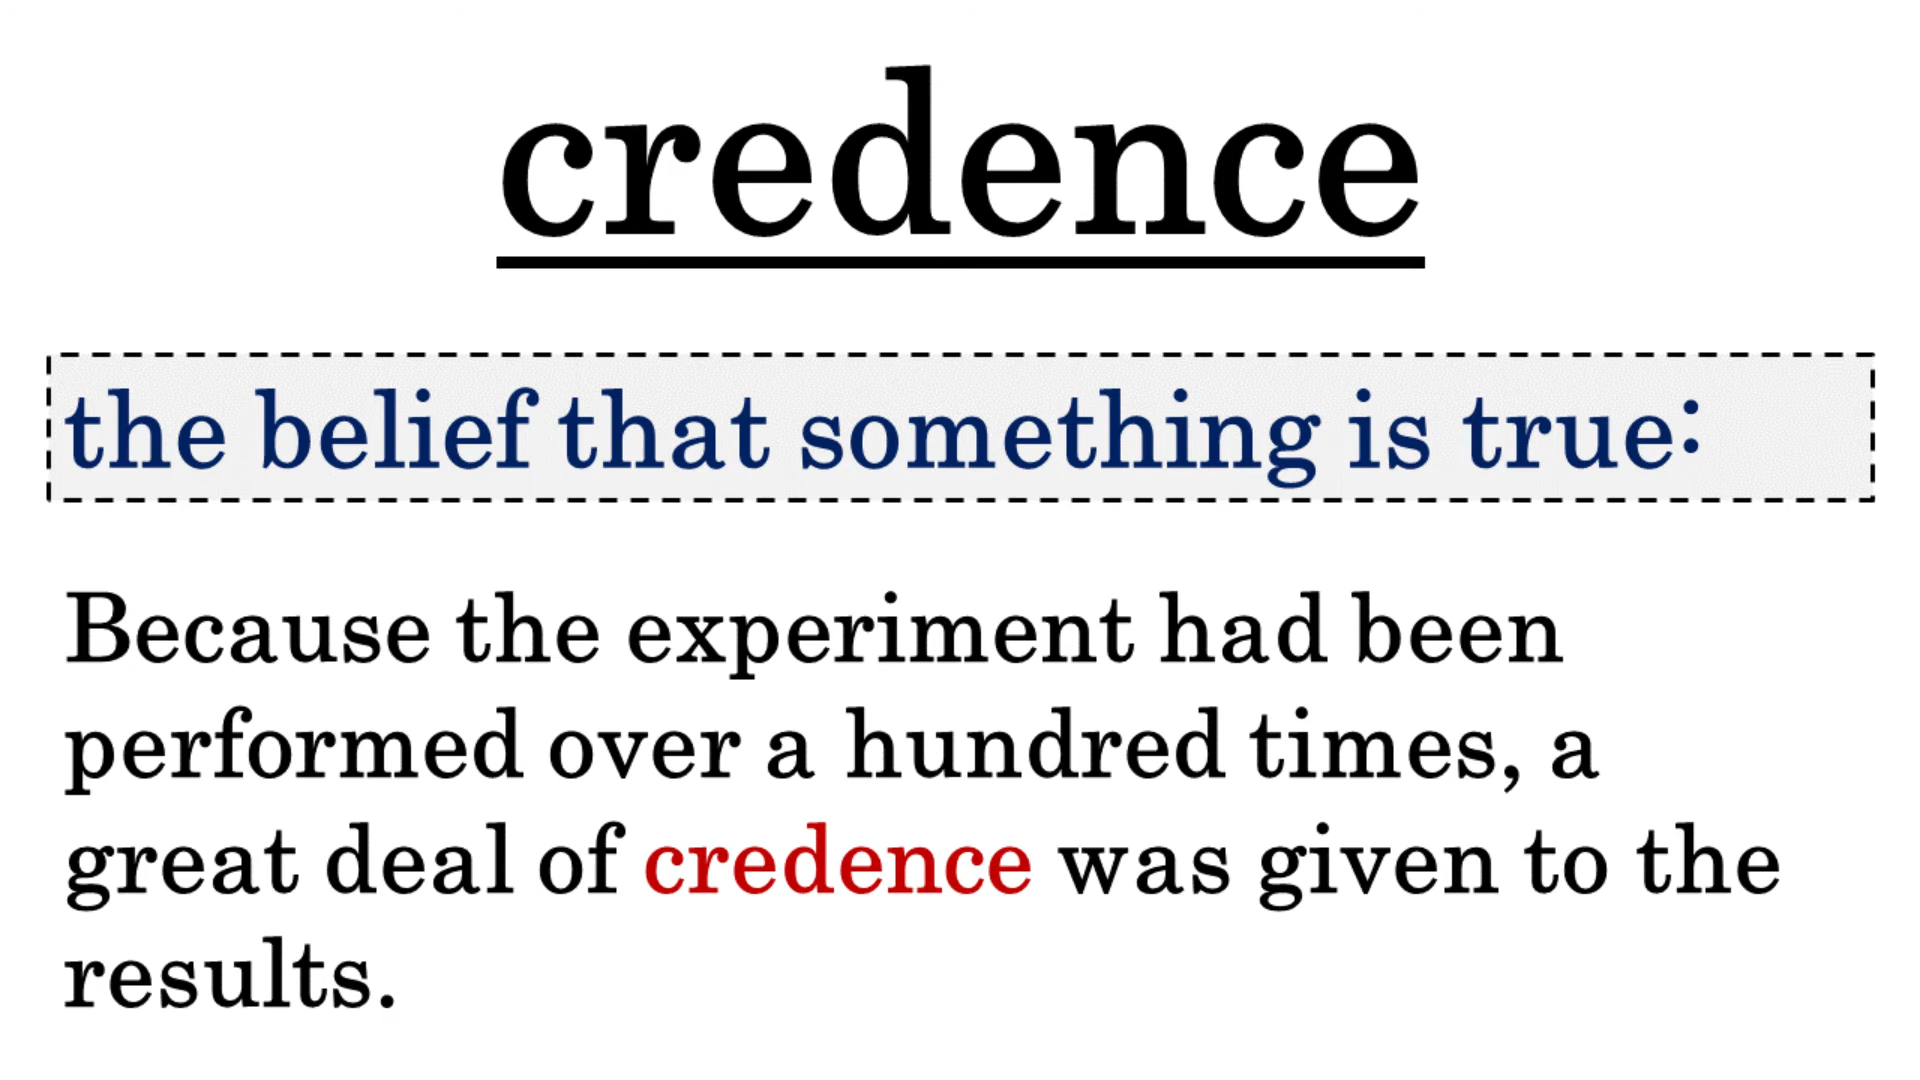 credence
the belief that something is true:
Because the experiment had been
performed over a hundred times, a
great deal of credence was given to the
results.